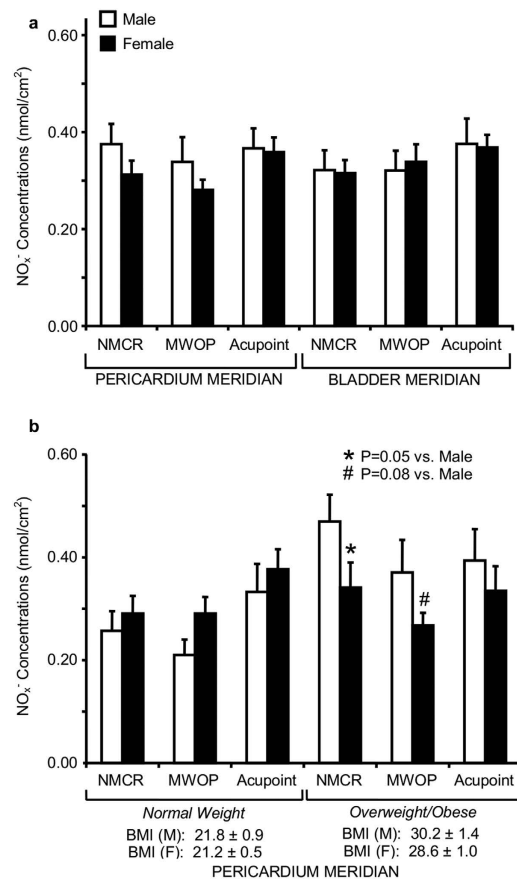 a
Male
Female
0.60
0.40
0.20
0.00
NOx- Concentrations (nmol/cm²)
NMCR MWOP Acupoint NMCR MWOP Acupoint
PERICARDIUM MERIDIAN BLADDER MERIDIAN
b
* P=0.05 vs. Male
# P=0.08 vs. Male
0.60
0.40
0.20
0.00
NOx- Concentrations (nmol/cm²)
*
#
NMCR MWOP Acupoint NMCR MWOP Acupoint
Normal Weight Overweight/Obese
BMI (M): 21.8 ± 0.9 BMI (M): 30.2 ± 1.4
BMI (F): 21.2 ± 0.5 BMI (F): 28.6 ± 1.0
PERICARDIUM MERIDIAN